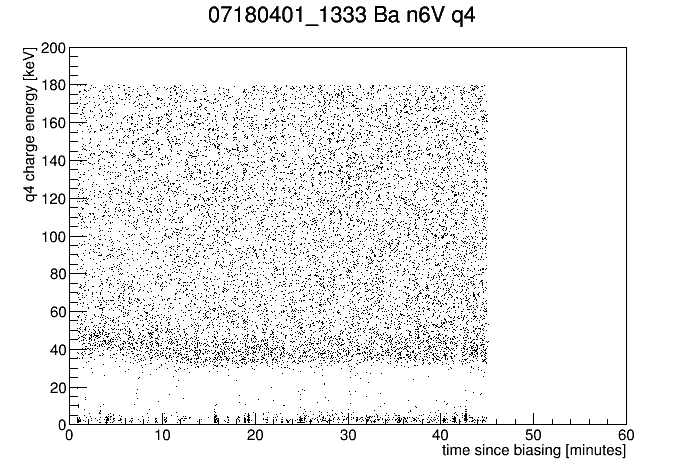 07180401_1333 Ba n6V q4
q4 charge energy [keV]
200
180
160
140
120
100
80
60
40
20
0
0 10 20 30 40 50 60
time since biasing [minutes]